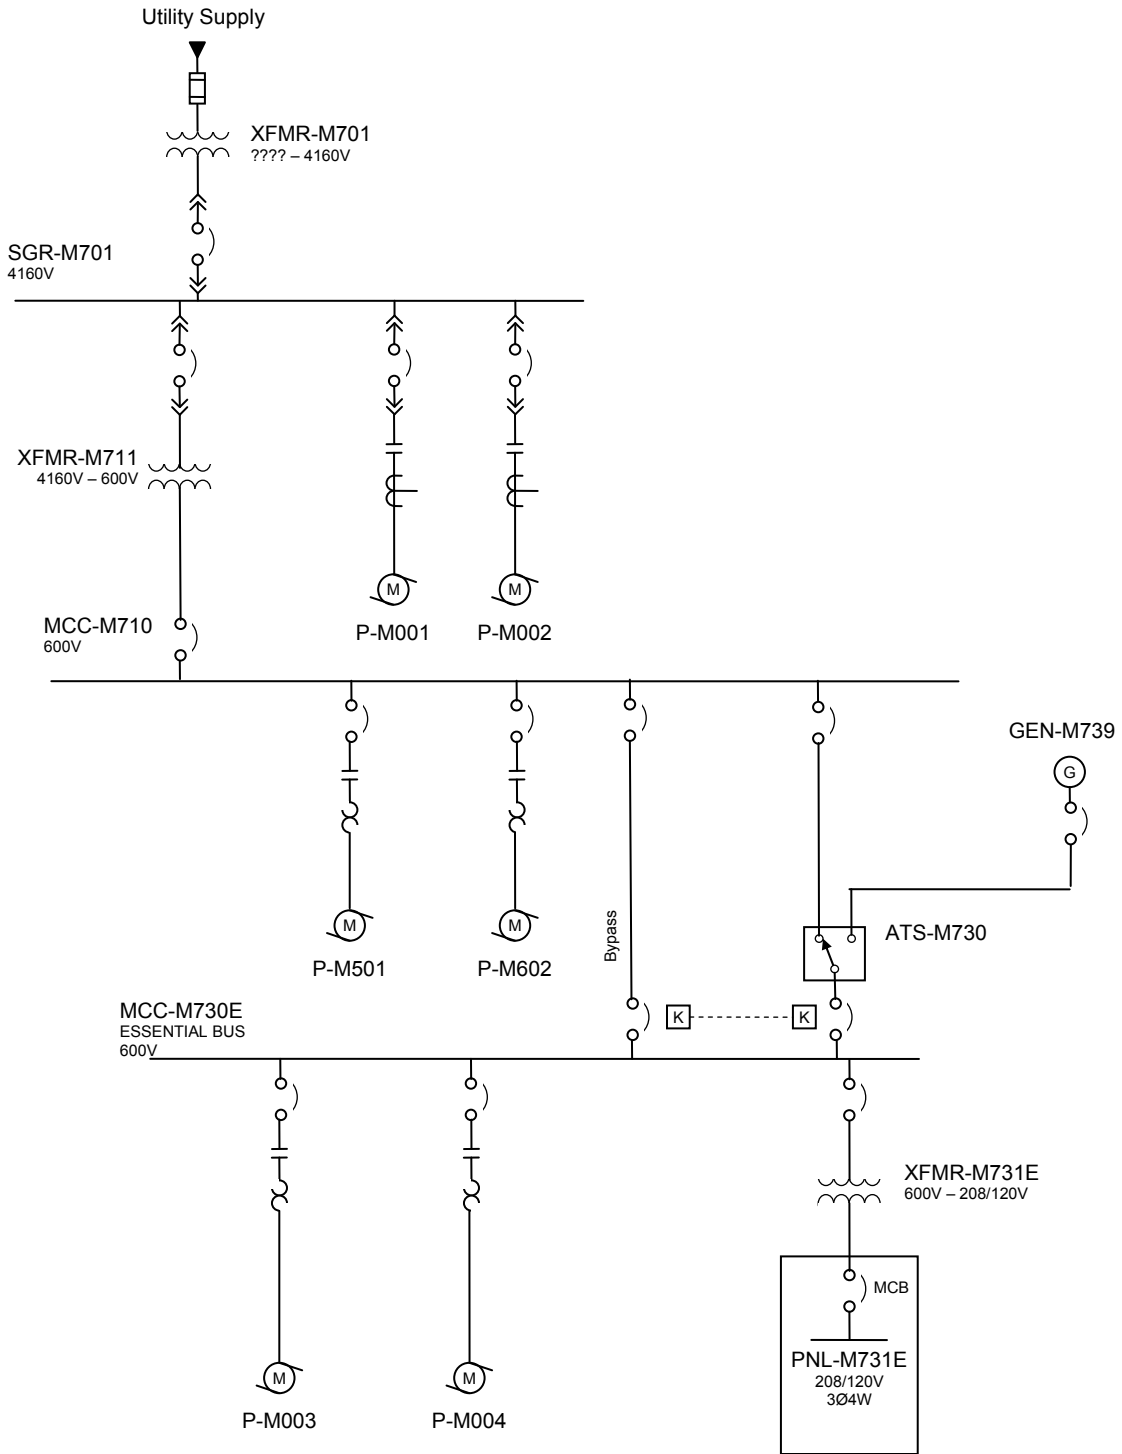 Utility Supply
XFMR-M701
???? – 4160V
SGR-M701
4160V
XFMR-M711
4160V – 600V
M
M
P-M001
P-M002
MCC-M710
600V
GEN-M739
G
M
M
P-M501
P-M602
Bypass
ATS-M730
MCC-M730E
ESSENTIAL BUS
600V
K
K
XFMR-M731E
600V – 208/120V
MCB
PNL-M731E
208/120V
3Ø4W
M
M
P-M003
P-M004